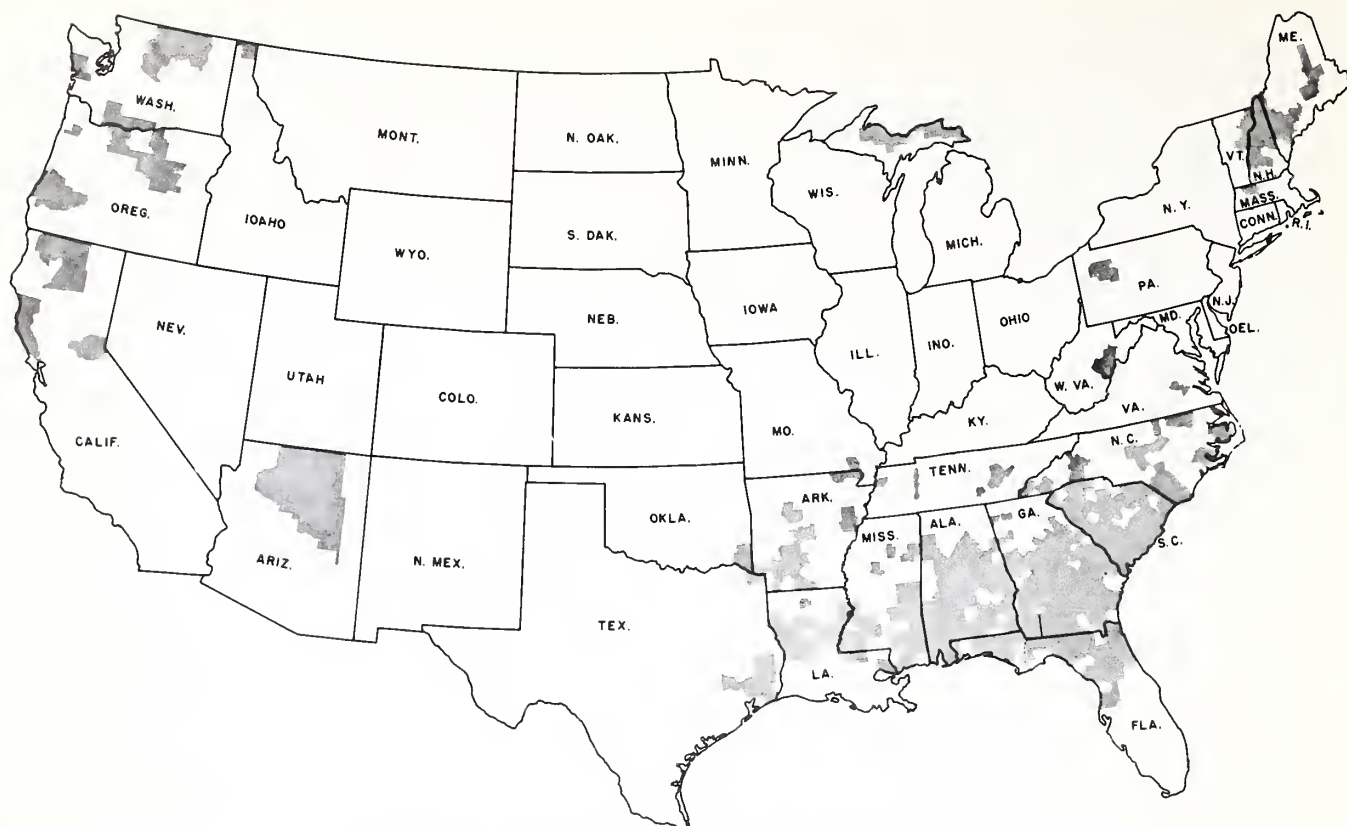 WASH.
OREG.
CALIF.
IOAHO
NEV.
MONT.
WYO.
UTAH
ARIZ.
COLO.
N. MEX.
N. OAK.
S. DAK.
NEB.
KANS.
OKLA.
TEX.
MINN.
IOWA
MO.
ARK.
LA.
WIS.
ILL.
MICH.
INO.
OHIO
KY.
TENN.
MISS.
ALA.
GA.
FLA.
S.C.
N.C.
VA.
W. VA.
MD.
OEL.
N.J.
PA.
N.Y.
CONN.
R.I.
MASS.
VT.
N.H.
ME.